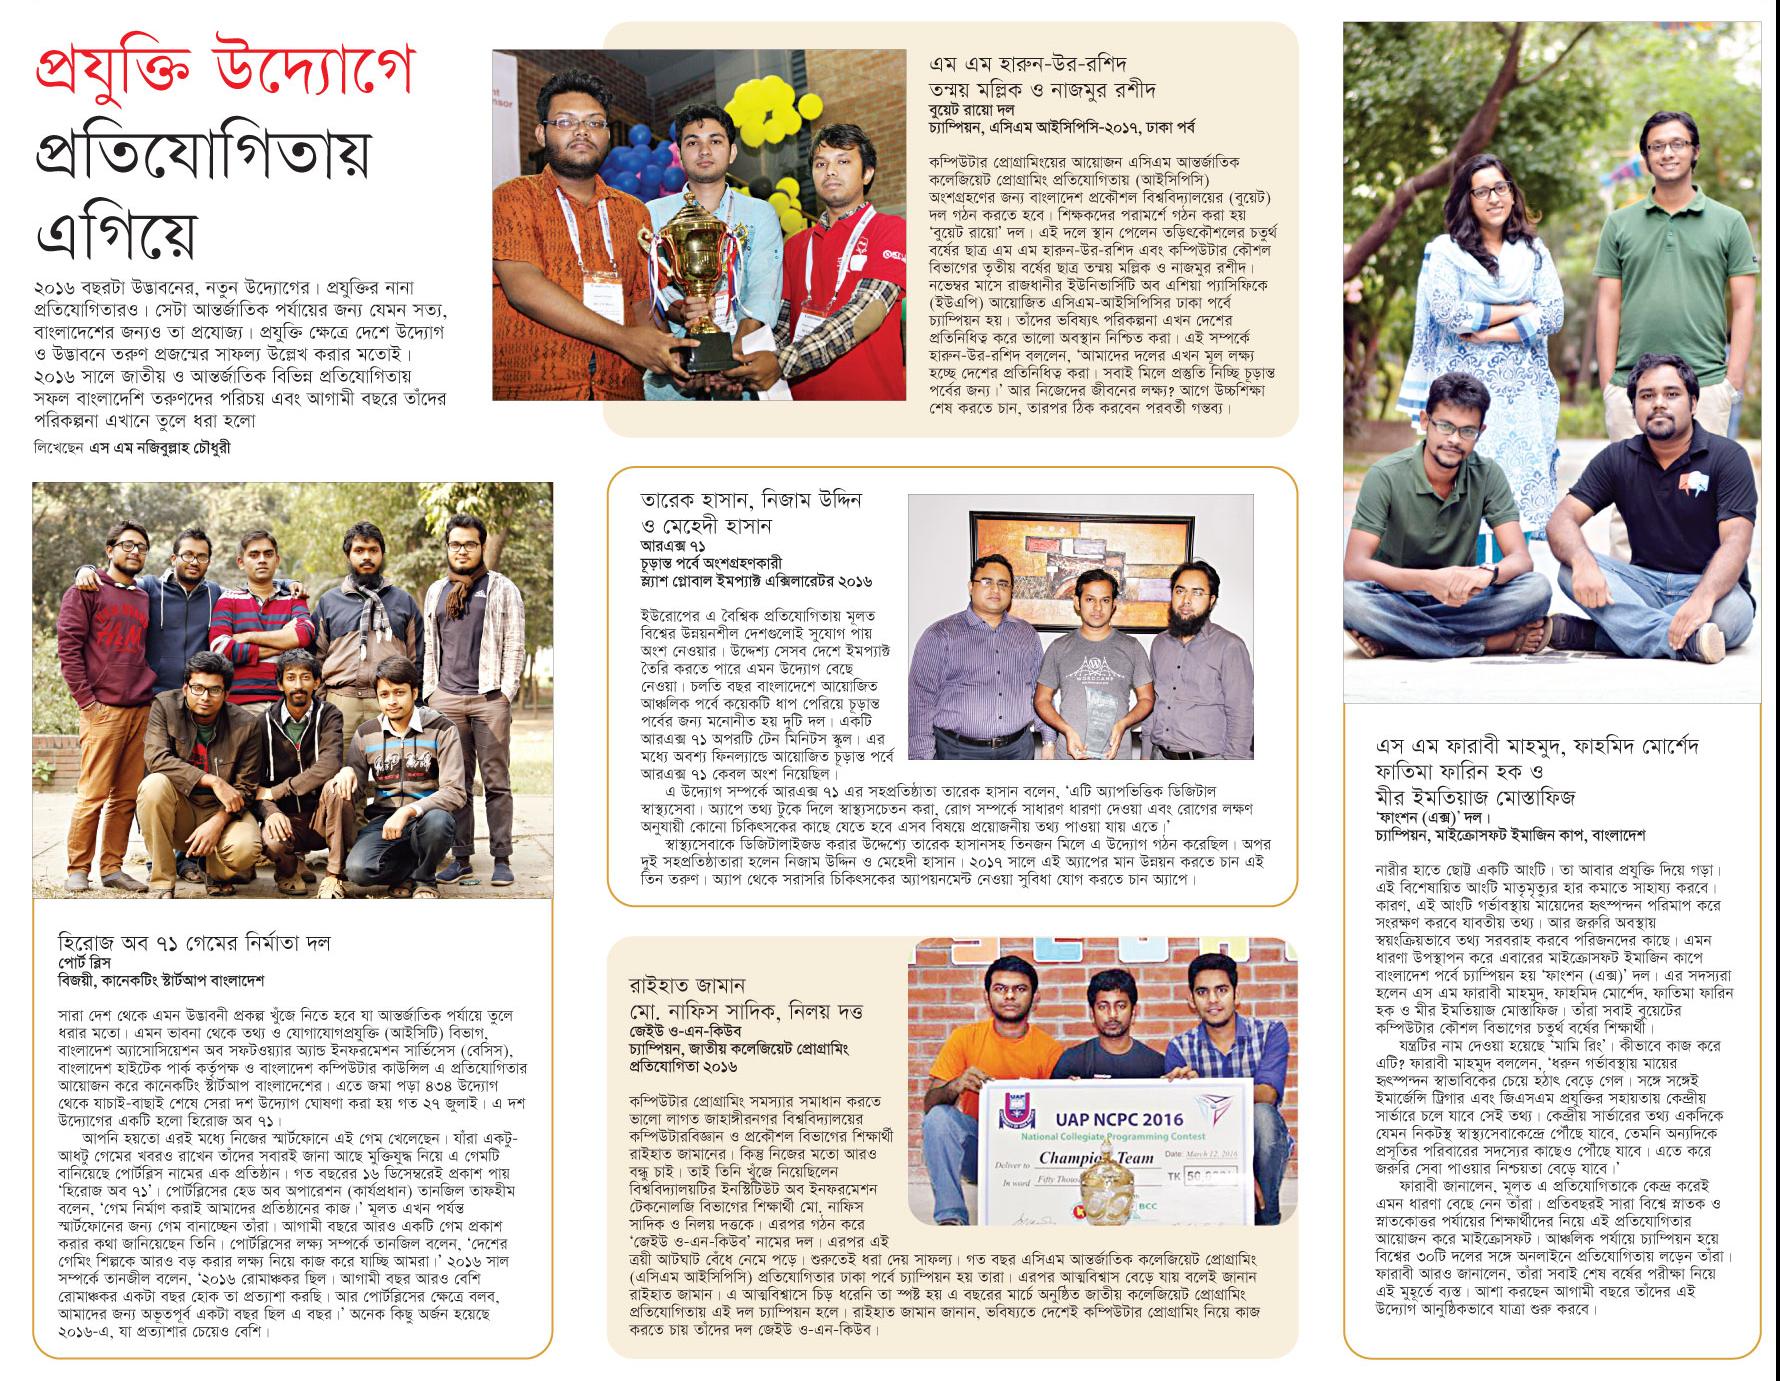 প্রযুক্তি উদ্যোগে
প্রতিযোগিতায়
এগিয়ে
২০১৬ বছরটা উদ্ভাবনের, নতুন উদ্যোগের। প্রযুক্তির নানা
প্রতিযোগিতারও। সেটা আন্তর্জাতিক পর্যায়ের জন্য যেমন সত্য,
বাংলাদেশের জন্যও তা প্রযোজ্য। প্রযুক্তি ক্ষেত্রে দেশে উদ্যোগ
ও উদ্ভাবনে তরুণ প্রজন্মের সাফল্য উল্লেখ করার মতোই।
২০১৬ সালে জাতীয় ও আন্তর্জাতিক বিভিন্ন প্রতিযোগিতায়
সফল বাংলাদেশি তরুণদের পরিচয় এবং আগামী বছরে তাঁদের
পরিকল্পনা এখানে তুলে ধরা হলো
লিখেছেন এস এম নজিবুল্লাহ চৌধুরী
হিরোজ অব ৭১ গেমের নির্মাতা দল
পোর্ট ব্লিস
বিজয়ী, কানেকটিং স্টার্টআপ বাংলাদেশ
সারা দেশ থেকে এমন উদ্ভাবনী প্রকল্প খুঁজে নিতে হবে যা আন্তর্জাতিক পর্যায়ে তুলে
ধরার মতো। এমন ভাবনা থেকে তথ্য ও যোগাযোগপ্রযুক্তি (আইসিটি) বিভাগ,
বাংলাদেশ অ্যাসোসিয়েশন অব সফটওয়্যার অ্যান্ড ইনফরমেশন সার্ভিসেস (বেসিস),
বাংলাদেশ হাইটেক পার্ক কর্তৃপক্ষ ও বাংলাদেশ কম্পিউটার কাউন্সিল এ প্রতিযোগিতার
আয়োজন করে কানেকটিং স্টার্টআপ বাংলাদেশের। এতে জমা পড়া ৪৩৪ উদ্যোগ
থেকে যাচাই-বাছাই শেষে সেরা দশ উদ্যোগ ঘোষণা করা হয় গত ২৭ জুলাই। এ দশ
উদ্যোগের একটি হলো হিরোজ অব ৭১।
আপনি হয়তো এরই মধ্যে নিজের স্মার্টফোনে এই গেম খেলেছেন। যাঁরা একটু-
আধটু গেমের খবরও রাখেন তাঁদের সবারই জানা আছে মুক্তিযুদ্ধ নিয়ে এ গেমটি
বানিয়েছে পোর্টব্লিস নামের এক প্রতিষ্ঠান। গত বছরের ১৬ ডিসেম্বরেই প্রকাশ পায়
‘হিরোজ অব ৭১’। পোর্টব্লিসের হেড অব অপারেশন (কার্যপ্রধান) তানজিল তাফহীম
বলেন, ‘গেম নির্মাণ করাই আমাদের প্রতিষ্ঠানের কাজ।’ মূলত এখন পর্যন্ত
স্মার্টফোনের জন্য গেম বানাচ্ছেন তাঁরা। আগামী বছরে আরও একটি গেম প্রকাশ
করার কথা জানিয়েছেন তিনি। পোর্টব্লিসের লক্ষ্য সম্পর্কে তানজিল বলেন, ‘দেশের
গেমিং শিল্পকে আরও বড় করার লক্ষ্য নিয়ে কাজ করে যাচ্ছি আমরা।’ ২০১৬ সাল
সম্পর্কে তানজীল বলেন, ‘২০১৬ রোমাঞ্চকর ছিল। আগামী বছর আরও বেশি
রোমাঞ্চকর একটা বছর হোক তা প্রত্যাশা করছি। আর পোর্টব্লিসের ক্ষেত্রে বলব,
আমাদের জন্য অভূতপূর্ব একটা বছর ছিল এ বছর।’ অনেক কিছু অর্জন হয়েছে
২০১৬-এ, যা প্রত্যাশার চেয়েও বেশি।
এম এম হারুন-উর-রশিদ
তন্ময় মল্লিক ও নাজমুর রশীদ
বুয়েট রায়ো দল
চ্যাম্পিয়ন, এসিএম আইসিপিসি-২০১৭, ঢাকা পর্ব
কম্পিউটার প্রোগ্রামিংয়ের আয়োজন এসিএম আন্তর্জাতিক
কলেজিয়েট প্রোগ্রামিং প্রতিযোগিতায় (আইসিপিসি)
অংশগ্রহণের জন্য বাংলাদেশ প্রকৌশল বিশ্ববিদ্যালয়ের (বুয়েট)
দল গঠন করতে হবে। শিক্ষকদের পরামর্শে গঠন করা হয়
‘বুয়েট রায়ো’ দল। এই দলে স্থান পেলেন তড়িৎকৌশলের চতুর্থ
বর্ষের ছাত্র এম এম হারুন-উর-রশিদ এবং কম্পিউটার কৌশল
বিভাগের তৃতীয় বর্ষের ছাত্র তন্ময় মল্লিক ও নাজমুর রশীদ।
নভেম্বর মাসে রাজধানীর ইউনিভার্সিটি অব এশিয়া প্যাসিফিকে
(ইউএপি) আয়োজিত এসিএম-আইসিপিসির ঢাকা পর্বে
চ্যাম্পিয়ন হয়। তাঁদের ভবিষ্যৎ পরিকল্পনা এখন দেশের
প্রতিনিধিত্ব করে ভালো অবস্থান নিশ্চিত করা। এই সম্পর্কে
হারুন-উর-রশিদ বললেন, ‘আমাদের দলের এখন মূল লক্ষ্য
হচ্ছে দেশের প্রতিনিধিত্ব করা। সবাই মিলে প্রস্তুতি নিচ্ছি চূড়ান্ত
পর্বের জন্য।’ আর নিজেদের জীবনের লক্ষ্য? আগে উচ্চশিক্ষা
শেষ করতে চান, তারপর ঠিক করবেন পরবর্তী গন্তব্য।
তারেক হাসান, নিজাম উদ্দিন
ও মেহেদী হাসান
আরএক্স ৭১
চূড়ান্ত পর্বে অংশগ্রহণকারী
স্ল্যাশ গ্লোবাল ইমপ্যাক্ট এক্সিলারেটর ২০১৬
ইউরোপের এ বৈশ্বিক প্রতিযোগিতায় মূলত
বিশ্বের উন্নয়নশীল দেশগুলোই সুযোগ পায়
অংশ নেওয়ার। উদ্দেশ্য সেসব দেশে ইমপ্যাক্ট
তৈরি করতে পারে এমন উদ্যোগ বেছে
নেওয়া। চলতি বছর বাংলাদেশে আয়োজিত
আঞ্চলিক পর্বে কয়েকটি ধাপ পেরিয়ে চূড়ান্ত
পর্বের জন্য মনোনীত হয় দুটি দল। একটি
আরএক্স ৭১ অপরটি টেন মিনিটস স্কুল। এর
মধ্যে অবশ্য ফিনল্যান্ডে আয়োজিত চূড়ান্ত পর্বে
আরএক্স ৭১ কেবল অংশ নিয়েছিল।
এ উদ্যোগ সম্পর্কে আরএক্স ৭১ এর সহপ্রতিষ্ঠাতা তারেক হাসান বলেন, ‘এটি অ্যাপভিত্তিক ডিজিটাল
স্বাস্থ্যসেবা। অ্যাপে তথ্য টুকে দিলে স্বাস্থ্যসচেতন করা, রোগ সম্পর্কে সাধারণ ধারণা দেওয়া এবং রোগের লক্ষণ
অনুযায়ী কোনো চিকিৎসকের কাছে যেতে হবে এসব বিষয়ে প্রয়োজনীয় তথ্য পাওয়া যায় এতে।’
স্বাস্থ্যসেবাকে ডিজিটালাইজড করার উদ্দেশ্যে তারেক হাসানসহ তিনজন মিলে এ উদ্যোগ গঠন করেছিল। অপর
দুই সহপ্রতিষ্ঠাতারা হলেন নিজাম উদ্দিন ও মেহেদী হাসান। ২০১৭ সালে এই অ্যাপের মান উন্নয়ন করতে চান এই
তিন তরুণ। অ্যাপ থেকে সরাসরি চিকিৎসকের অ্যাপয়নমেন্ট নেওয়া সুবিধা যোগ করতে চান অ্যাপে।
রাইহাত জামান
মো. নাফিস সাদিক, নিলয় দত্ত
জেইউ ও-এন-কিউব
চ্যাম্পিয়ন, জাতীয় কলেজিয়েট প্রোগ্রামিং
প্রতিযোগিতা ২০১৬
কম্পিউটার প্রোগ্রামিং সমস্যার সমাধান করতে
ভালো লাগত জাহাঙ্গীরনগর বিশ্ববিদ্যালয়ের
কম্পিউটারবিজ্ঞান ও প্রকৌশল বিভাগের শিক্ষার্থী
রাইহাত জামানের। কিন্তু নিজের মতো আরও
বন্ধু চাই। তাই তিনি খুঁজে নিয়েছিলেন
বিশ্ববিদ্যালয়টির ইনস্টিটিউট অব ইনফরমেশন
টেকনোলজি বিভাগের শিক্ষার্থী মো. নাফিস
সাদিক ও নিলয় দত্তকে। এরপর গঠন করে
‘জেইউ ও-এন-কিউব’ নামের দল। এরপর এই
ত্রয়ী আটঘাট বেঁধে নেমে পড়ে। শুরুতেই ধরা দেয় সাফল্য। গত বছর এসিএম আন্তর্জাতিক কলেজিয়েট প্রোগ্রামিং
(এসিএম আইসিপিসি) প্রতিযোগিতার ঢাকা পর্বে চ্যাম্পিয়ন হয় তারা। এরপর আত্মবিশ্বাস বেড়ে যায় বলেই জানান
রাইহাত জামান। এ আত্মবিশ্বাসে চিড় ধরেনি তা স্পষ্ট হয় এ বছরের মার্চে অনুষ্ঠিত জাতীয় কলেজিয়েট প্রোগ্রামিং
প্রতিযোগিতায় এই দল চ্যাম্পিয়ন হলে। রাইহাত জামান জানান, ভবিষ্যতে দেশেই কম্পিউটার প্রোগ্রামিং নিয়ে কাজ
করতে চায় তাঁদের দল জেইউ ও-এন-কিউব।
UAP
UAP NCPC 2016
National Collegiate Programming Contest
Deliver to Champion Team Date: March 12, 2016
In word Fifty TK
BCC
এস এম ফারাবী মাহমুদ, ফাহমিদ মোর্শেদ
ফাতিমা ফারিন হক ও
মীর ইমতিয়াজ মোস্তাফিজ
‘ফাংশন (এক্স)’ দল।
চ্যাম্পিয়ন, মাইক্রোসফট ইমাজিন কাপ, বাংলাদেশ
নারীর হাতে ছোট্ট একটি আংটি। তা আবার প্রযুক্তি দিয়ে গড়া।
এই বিশেষায়িত আংটি মাতৃমৃত্যুর হার কমাতে সাহায্য করবে।
কারণ, এই আংটি গর্ভাবস্থায় মায়েদের হৃৎস্পন্দন পরিমাপ করে
সংরক্ষণ করবে যাবতীয় তথ্য। আর জরুরি অবস্থায়
স্বয়ংক্রিয়ভাবে তথ্য সরবরাহ করবে পরিজনদের কাছে। এমন
ধারণা উপস্থাপন করে এবারের মাইক্রোসফট ইমাজিন কাপে
বাংলাদেশ পর্বে চ্যাম্পিয়ন হয় ‘ফাংশন (এক্স)’ দল। এর সদস্যরা
হলেন এস এম ফারাবী মাহমুদ, ফাহমিদ মোর্শেদ, ফাতিমা ফারিন
হক ও মীর ইমতিয়াজ মোস্তাফিজ। তাঁরা সবাই বুয়েটের
কম্পিউটার কৌশল বিভাগের চতুর্থ বর্ষের শিক্ষার্থী।
যন্ত্রটির নাম দেওয়া হয়েছে ‘মামি রিং’। কীভাবে কাজ করে
এটি? ফারাবী মাহমুদ বললেন, ‘ধরুন গর্ভাবস্থায় মায়ের
হৃৎস্পন্দন স্বাভাবিকের চেয়ে হঠাৎ বেড়ে গেল। সঙ্গে সঙ্গেই
ইমার্জেন্সি ট্রিগার এবং জিএসএম প্রযুক্তির সহায়তায় কেন্দ্রীয়
সার্ভারে চলে যাবে সেই তথ্য। কেন্দ্রীয় সার্ভারের তথ্য একদিকে
যেমন নিকটস্থ স্বাস্থ্যসেবাকেন্দ্রে পৌঁছে যাবে, তেমনি অন্যদিকে
প্রসূতির পরিবারের সদস্যের কাছেও পৌঁছে যাবে। এতে করে
জরুরি সেবা পাওয়ার নিশ্চয়তা বেড়ে যাবে।’
ফারাবী জানালেন, মূলত এ প্রতিযোগিতাকে কেন্দ্র করেই
এমন ধারণা বেছে নেন তাঁরা। প্রতিবছরই সারা বিশ্বে স্নাতক ও
স্নাতকোত্তর পর্যায়ের শিক্ষার্থীদের নিয়ে এই প্রতিযোগিতার
আয়োজন করে মাইক্রোসফট। আঞ্চলিক পর্যায়ে চ্যাম্পিয়ন হয়ে
বিশ্বের ৩০টি দলের সঙ্গে অনলাইনে প্রতিযোগিতায় লড়েন তাঁরা।
ফারাবী আরও জানালেন, তাঁরা সবাই শেষ বর্ষের পরীক্ষা নিয়ে
এই মুহূর্তে ব্যস্ত। আশা করছেন আগামী বছরে তাঁদের এই
উদ্যোগ আনুষ্ঠিকভাবে যাত্রা শুরু করবে।